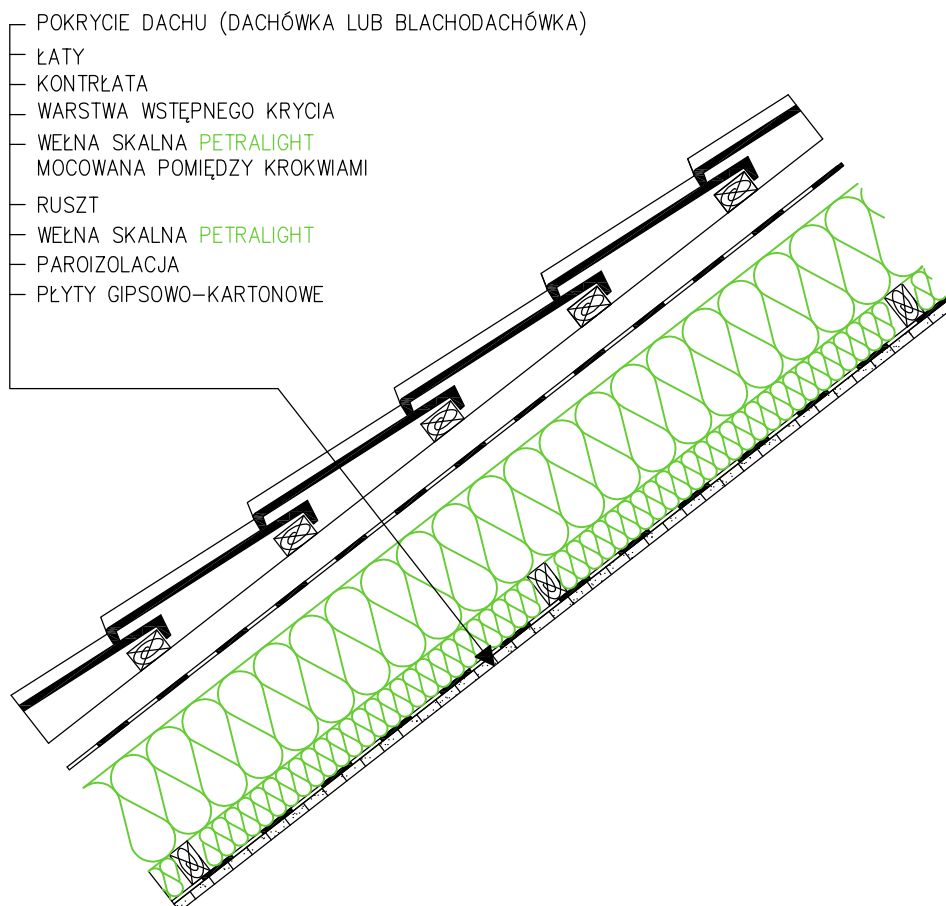 POKRYCIE DACHU (DACHÓWKA LUB BLACHODACHÓWKA)
ŁATY
KONTRŁATA
WARSTWA WSTĘPNEGO KRYCIA
WEŁNA SKALNA PETRALIGHT
MOCOWANA POMIĘDZY KROKWIAMI
RUSZT
WEŁNA SKALNA PETRALIGHT
PAROIZOLACJA
PŁYTY GIPSOWO-KARTONOWE